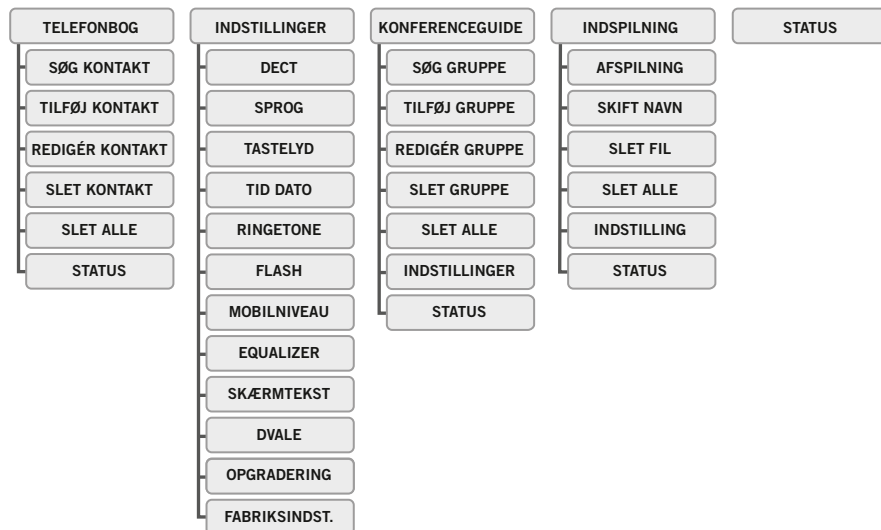 TELEFONBOG
SØG KONTAKT
TILFØJ KONTAKT
REDIGÉR KONTAKT
SLET KONTAKT
SLET ALLE
STATUS
INDSTILLINGER
DECT
SPROG
TASTELYD
TID DATO
RINGETONE
FLASH
MOBILNIVEAU
EQUALIZER
SKÆRMTEKST
DVALE
OPGRADERING
FABRIKSINDST.
KONFERENCEGUIDE
SØG GRUPPE
TILFØJ GRUPPE
REDIGÉR GRUPPE
SLET GRUPPE
SLET ALLE
INDSTILLINGER
STATUS
INDSPILNING
AFSPILNING
SKIFT NAVN
SLET FIL
SLET ALLE
INDSTILLING
STATUS
STATUS